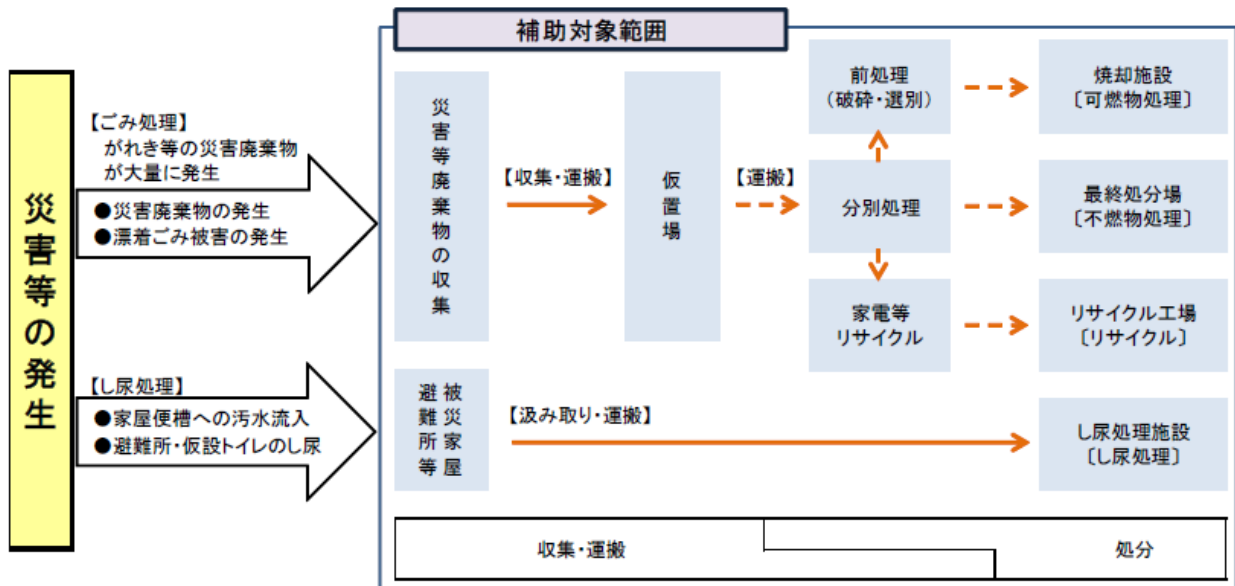 補助対象範囲
災害等の発生
【ごみ処理】
がれき等の災害廃棄物
が大量に発生
●災害廃棄物の発生
●漂着ごみ被害の発生
災害等廃棄物の収集
【収集・運搬】
仮置場
【運搬】
前処理
（破砕・選別）
焼却施設
〔可燃物処理〕
分別処理
最終処分場
〔不燃物処理〕
家電等
リサイクル
リサイクル工場
〔リサイクル〕
【し尿処理】
●家屋便槽への汚水流入
●避難所・仮設トイレのし尿
被災家屋
避難所等
【汲み取り・運搬】
し尿処理施設
〔し尿処理〕
収集・運搬
処分